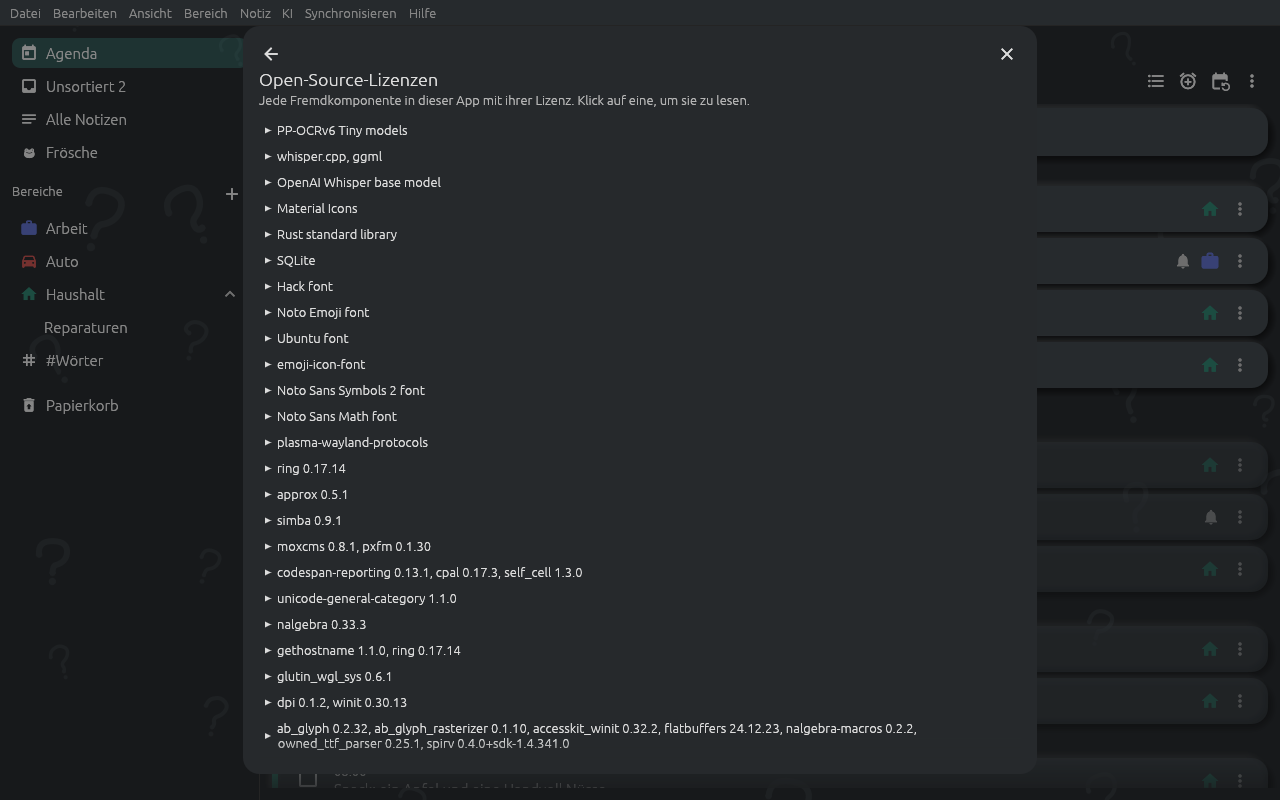 Datei Bearbeiten Ansicht Bereich Notiz KI Synchronisieren Hilfe
Agenda
Unsortiert 2
Alle Notizen
Frösche
Bereiche
Arbeit
Auto
Haushalt
Reparaturen
#Wörter
Papierkorb
Open-Source-Lizenzen
Jede Fremdkomponente in dieser App mit ihrer Lizenz. Klick auf eine, um sie zu lesen.
PP-OCRv6 Tiny models
whisper.cpp, ggml
OpenAI Whisper base model
Material Icons
Rust standard library
SQLite
Hack font
Noto Emoji font
Ubuntu font
emoji-icon-font
Noto Sans Symbols 2 font
Noto Sans Math font
plasma-wayland-protocols
ring 0.17.14
approx 0.5.1
simba 0.9.1
moxcms 0.8.1, pxfm 0.1.30
codespan-reporting 0.13.1, cpal 0.17.3, self_cell 1.3.0
unicode-general-category 1.1.0
nalgebra 0.33.3
gethostname 1.1.0, ring 0.17.14
glutin_wgl_sys 0.6.1
dpi 0.1.2, winit 0.30.13
ab_glyph 0.2.32, ab_glyph_rasterizer 0.1.10, accesskit_winit 0.32.2, flatbuffers 24.12.23, nalgebra-macros 0.2.2,
owned_ttf_parser 0.25.1, spirv 0.4.0+sdk-1.4.341.0